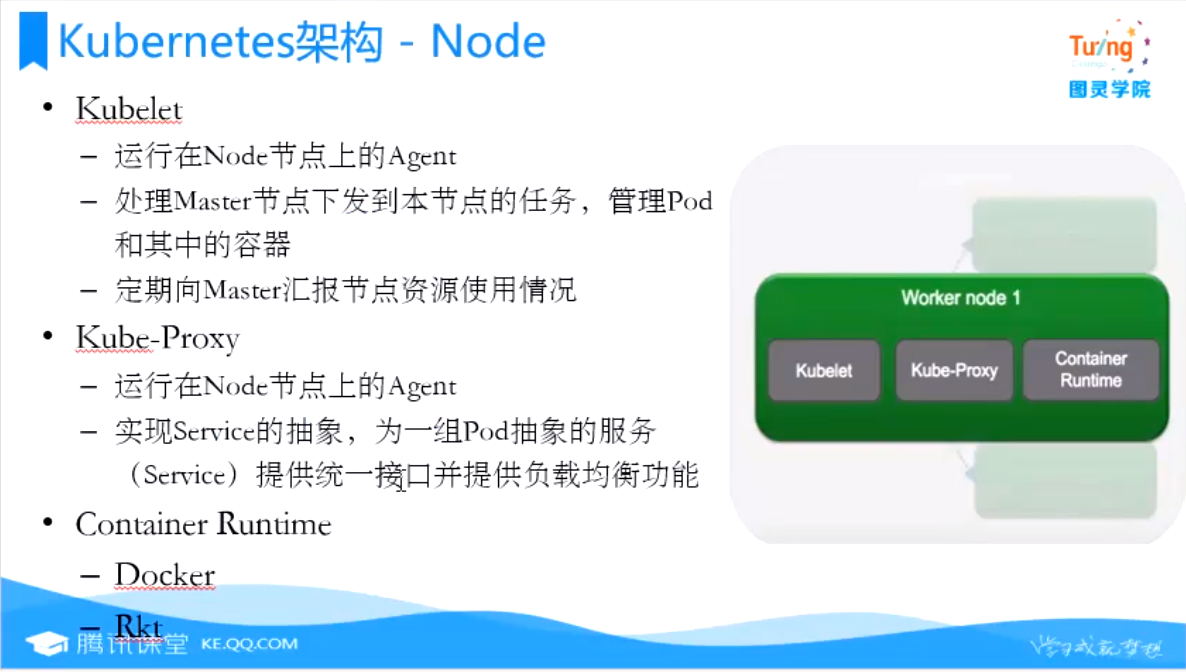 Kubernetes架构 - Node
Turing
图灵学院
• Kubelet
– 运行在Node节点上的Agent
– 处理Master节点下发到本节点的任务，管理Pod
和其中的容器
– 定期向Master汇报节点资源使用情况
• Kube-Proxy
– 运行在Node节点上的Agent
– 实现Service的抽象，为一组Pod抽象的服务
（Service）提供统一接口并提供负载均衡功能
• Container Runtime
– Docker
– Rkt
Worker node 1
Kubelet
Kube-Proxy
Container
Runtime
腾讯课堂 KE.QQ.COM
学习成就梦想